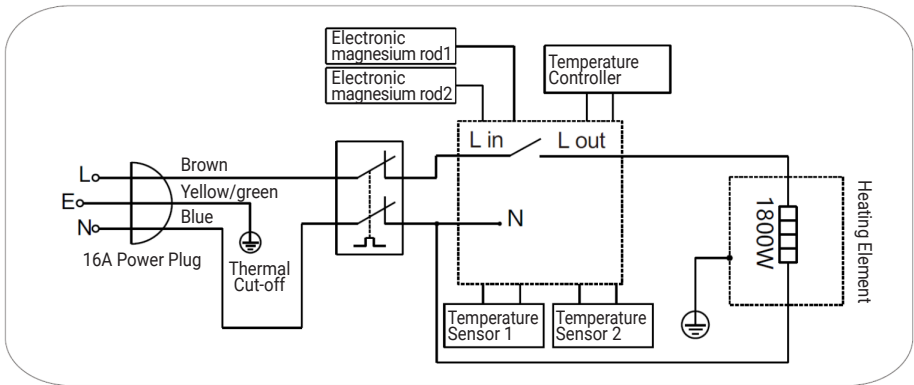 Electronic
magnesium rod1
Electronic
magnesium rod2
Temperature
Controller
L in
L out
L
Brown
E
Yellow/green
N
Blue
N
16A Power Plug
Thermal
Cut-off
1800W
Heating Element
Temperature
Sensor 1
Temperature
Sensor 2